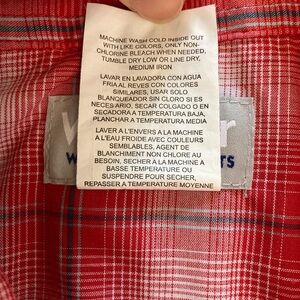 MACHINE WASH COLD INSIDE OUT
WITH LIKE COLORS, ONLY NON-
CHLORINE BLEACH WHEN NEEDED,
TUMBLE DRY LOW OR LINE DRY,
MEDIUM IRON
LAVAR EN LAVADORA CON AGUA
FRIA AL REVES CON COLORES
SIMILARES, USAR SOLO
BLANQUEADOR SIN CLORO SI ES
NECESARIO, SECAR COLGADO O EN
SECADORA A TEMPERATURA BAJA,
PLANCHAR A TEMPERATURA MEDIA
LAVER A L'ENVERS A LA MACHINE
A L'EAU FROIDE AVEC COULEURS
SEMBLABLES, AGENT DE
BLANCHIMENT NON CHLORE AU
BESOIN, SECHER A LA MACHINE À
BASSE TEMPERATURE OU
SUSPENDRE POUR SECHER,
REPASSER A TEMPERATURE MOYENNE